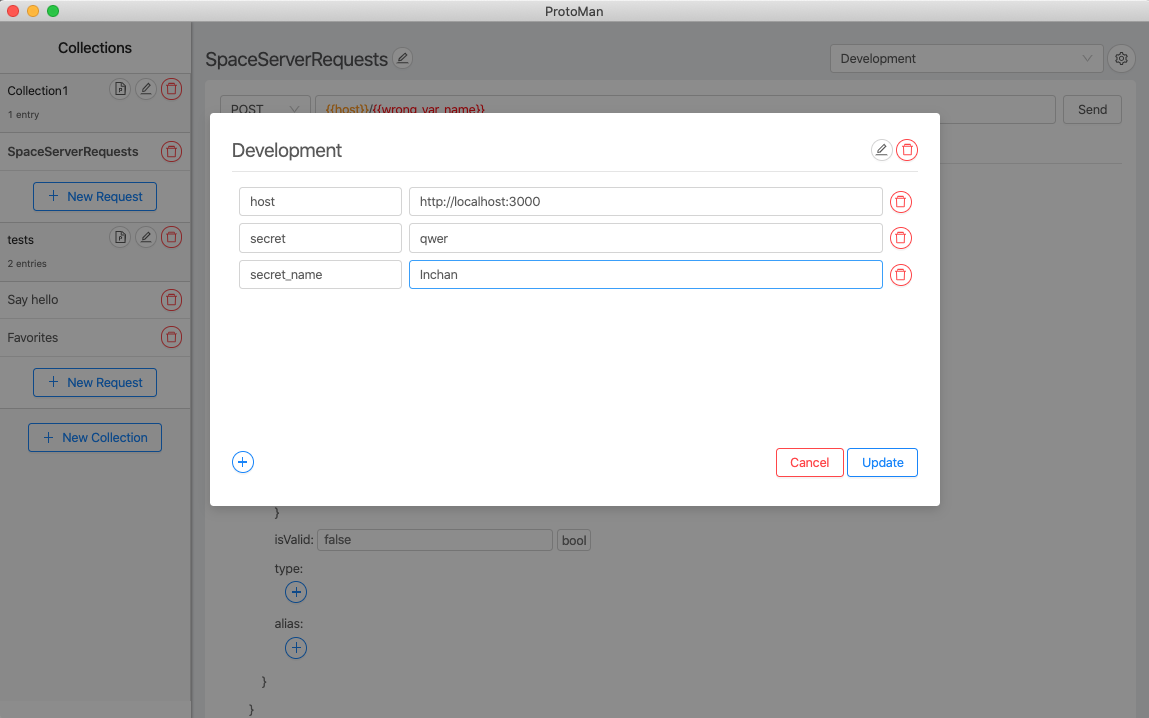 ProtoMan
Collections
Collection1
1 entry
SpaceServerRequests
New Request
tests
2 entries
Say hello
Favorites
New Request
New Collection
SpaceServerRequests
Development
POST
{{host}}/{{wrong_var_name}}
Send
Development
host
http://localhost:3000
secret
qwer
secret_name
Inchan
Cancel
Update
}
isValid: false bool
type:
alias:
}
}